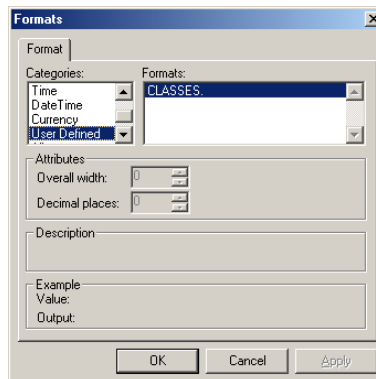 Formats
Format
Categories:
Formats:
Time
DateTime
Currency
User Defined
CLASSES.
Attributes
Overall width: 0
Decimal places: 0
Description
Example
Value:
Output:
OK
Cancel
Apply